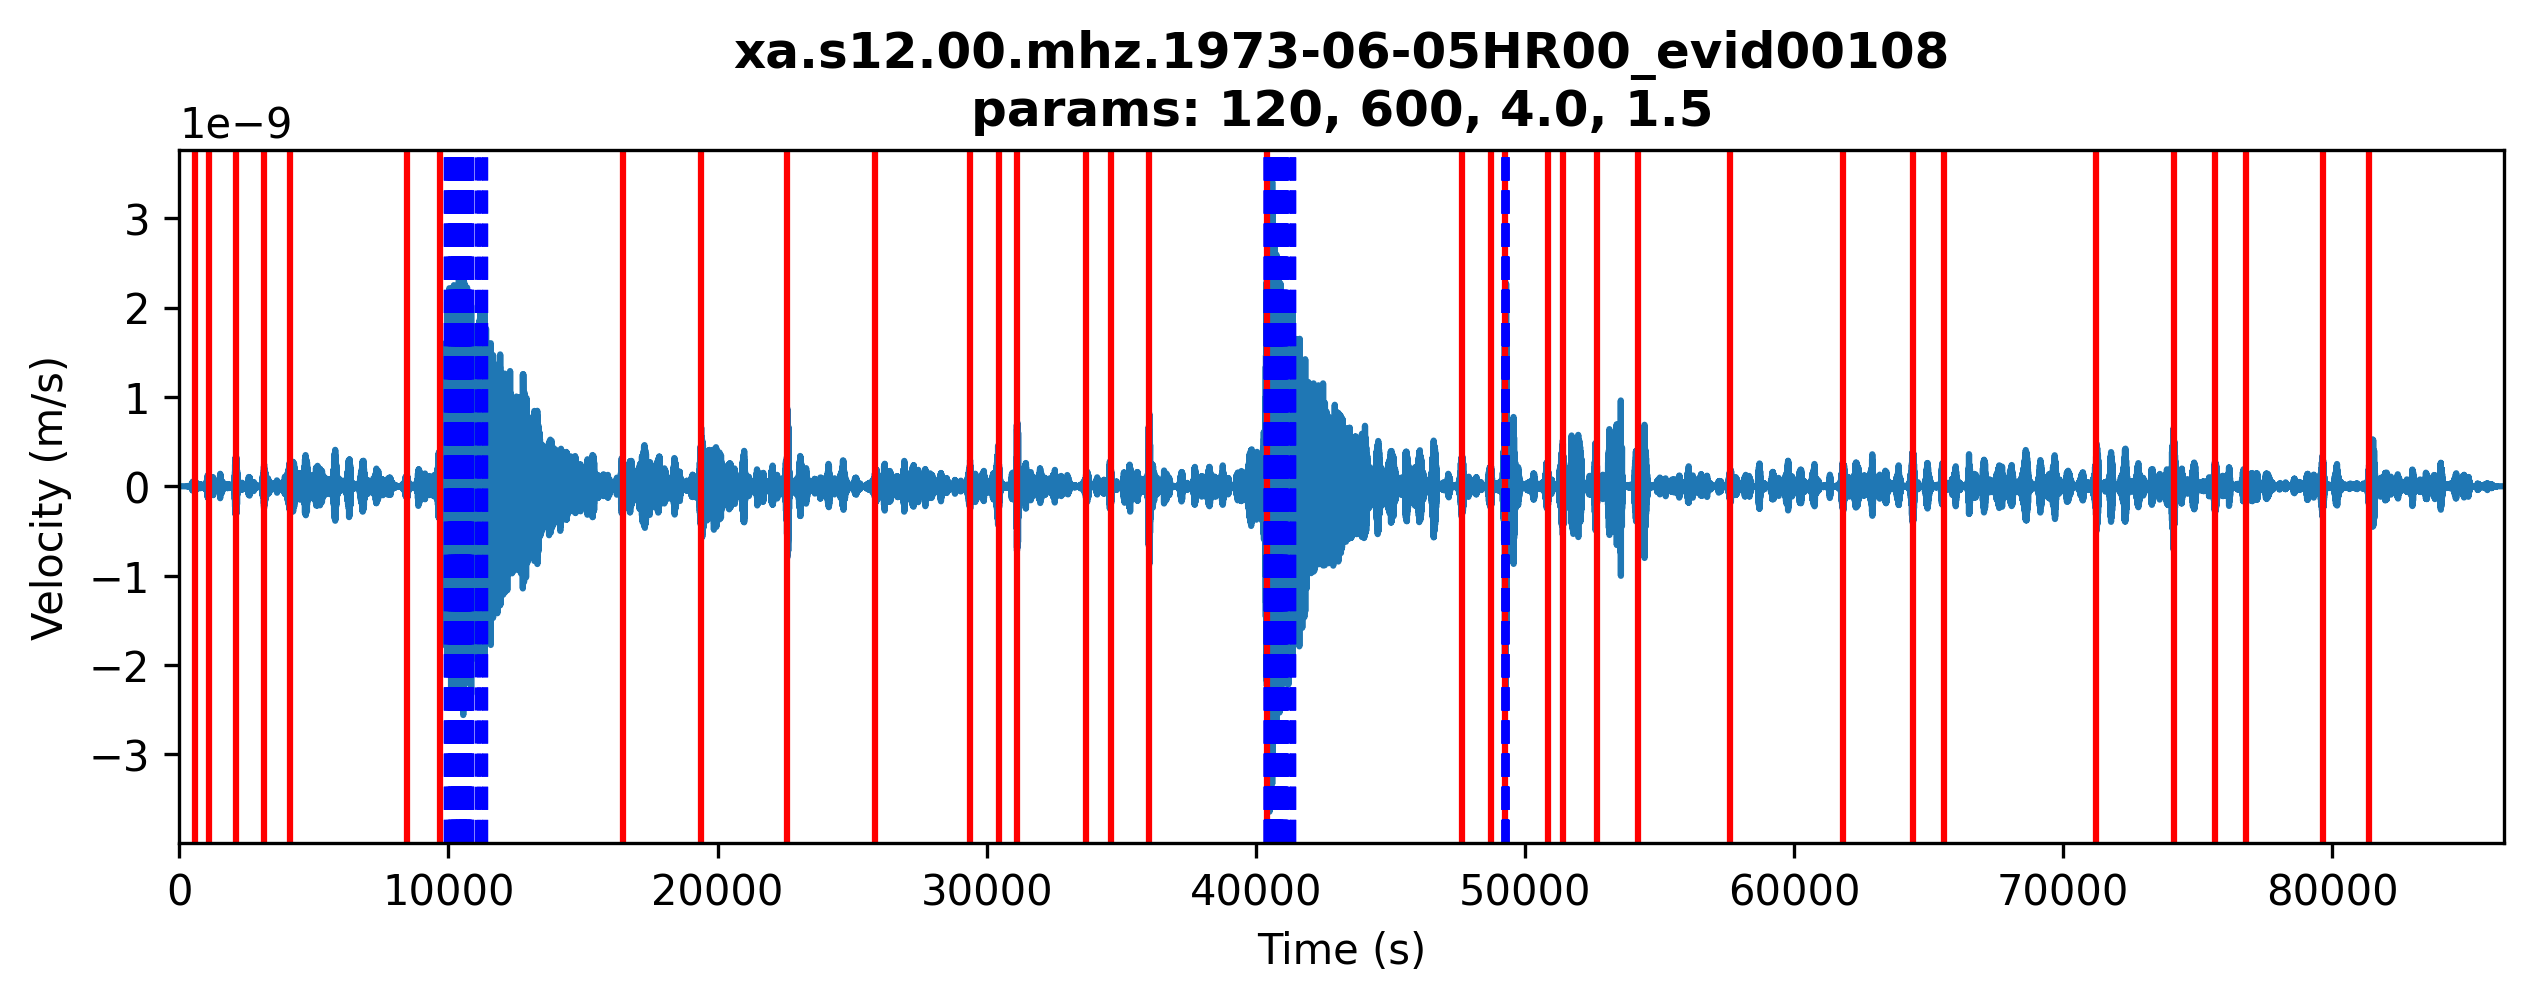 xa.s12.00.mhz.1973-06-05HR00_evid00108
params: 120, 600, 4.0, 1.5
1e−9
3
2
1
0
−1
−2
−3
Velocity (m/s)
0 10000 20000 30000 40000 50000 60000 70000 80000
Time (s)